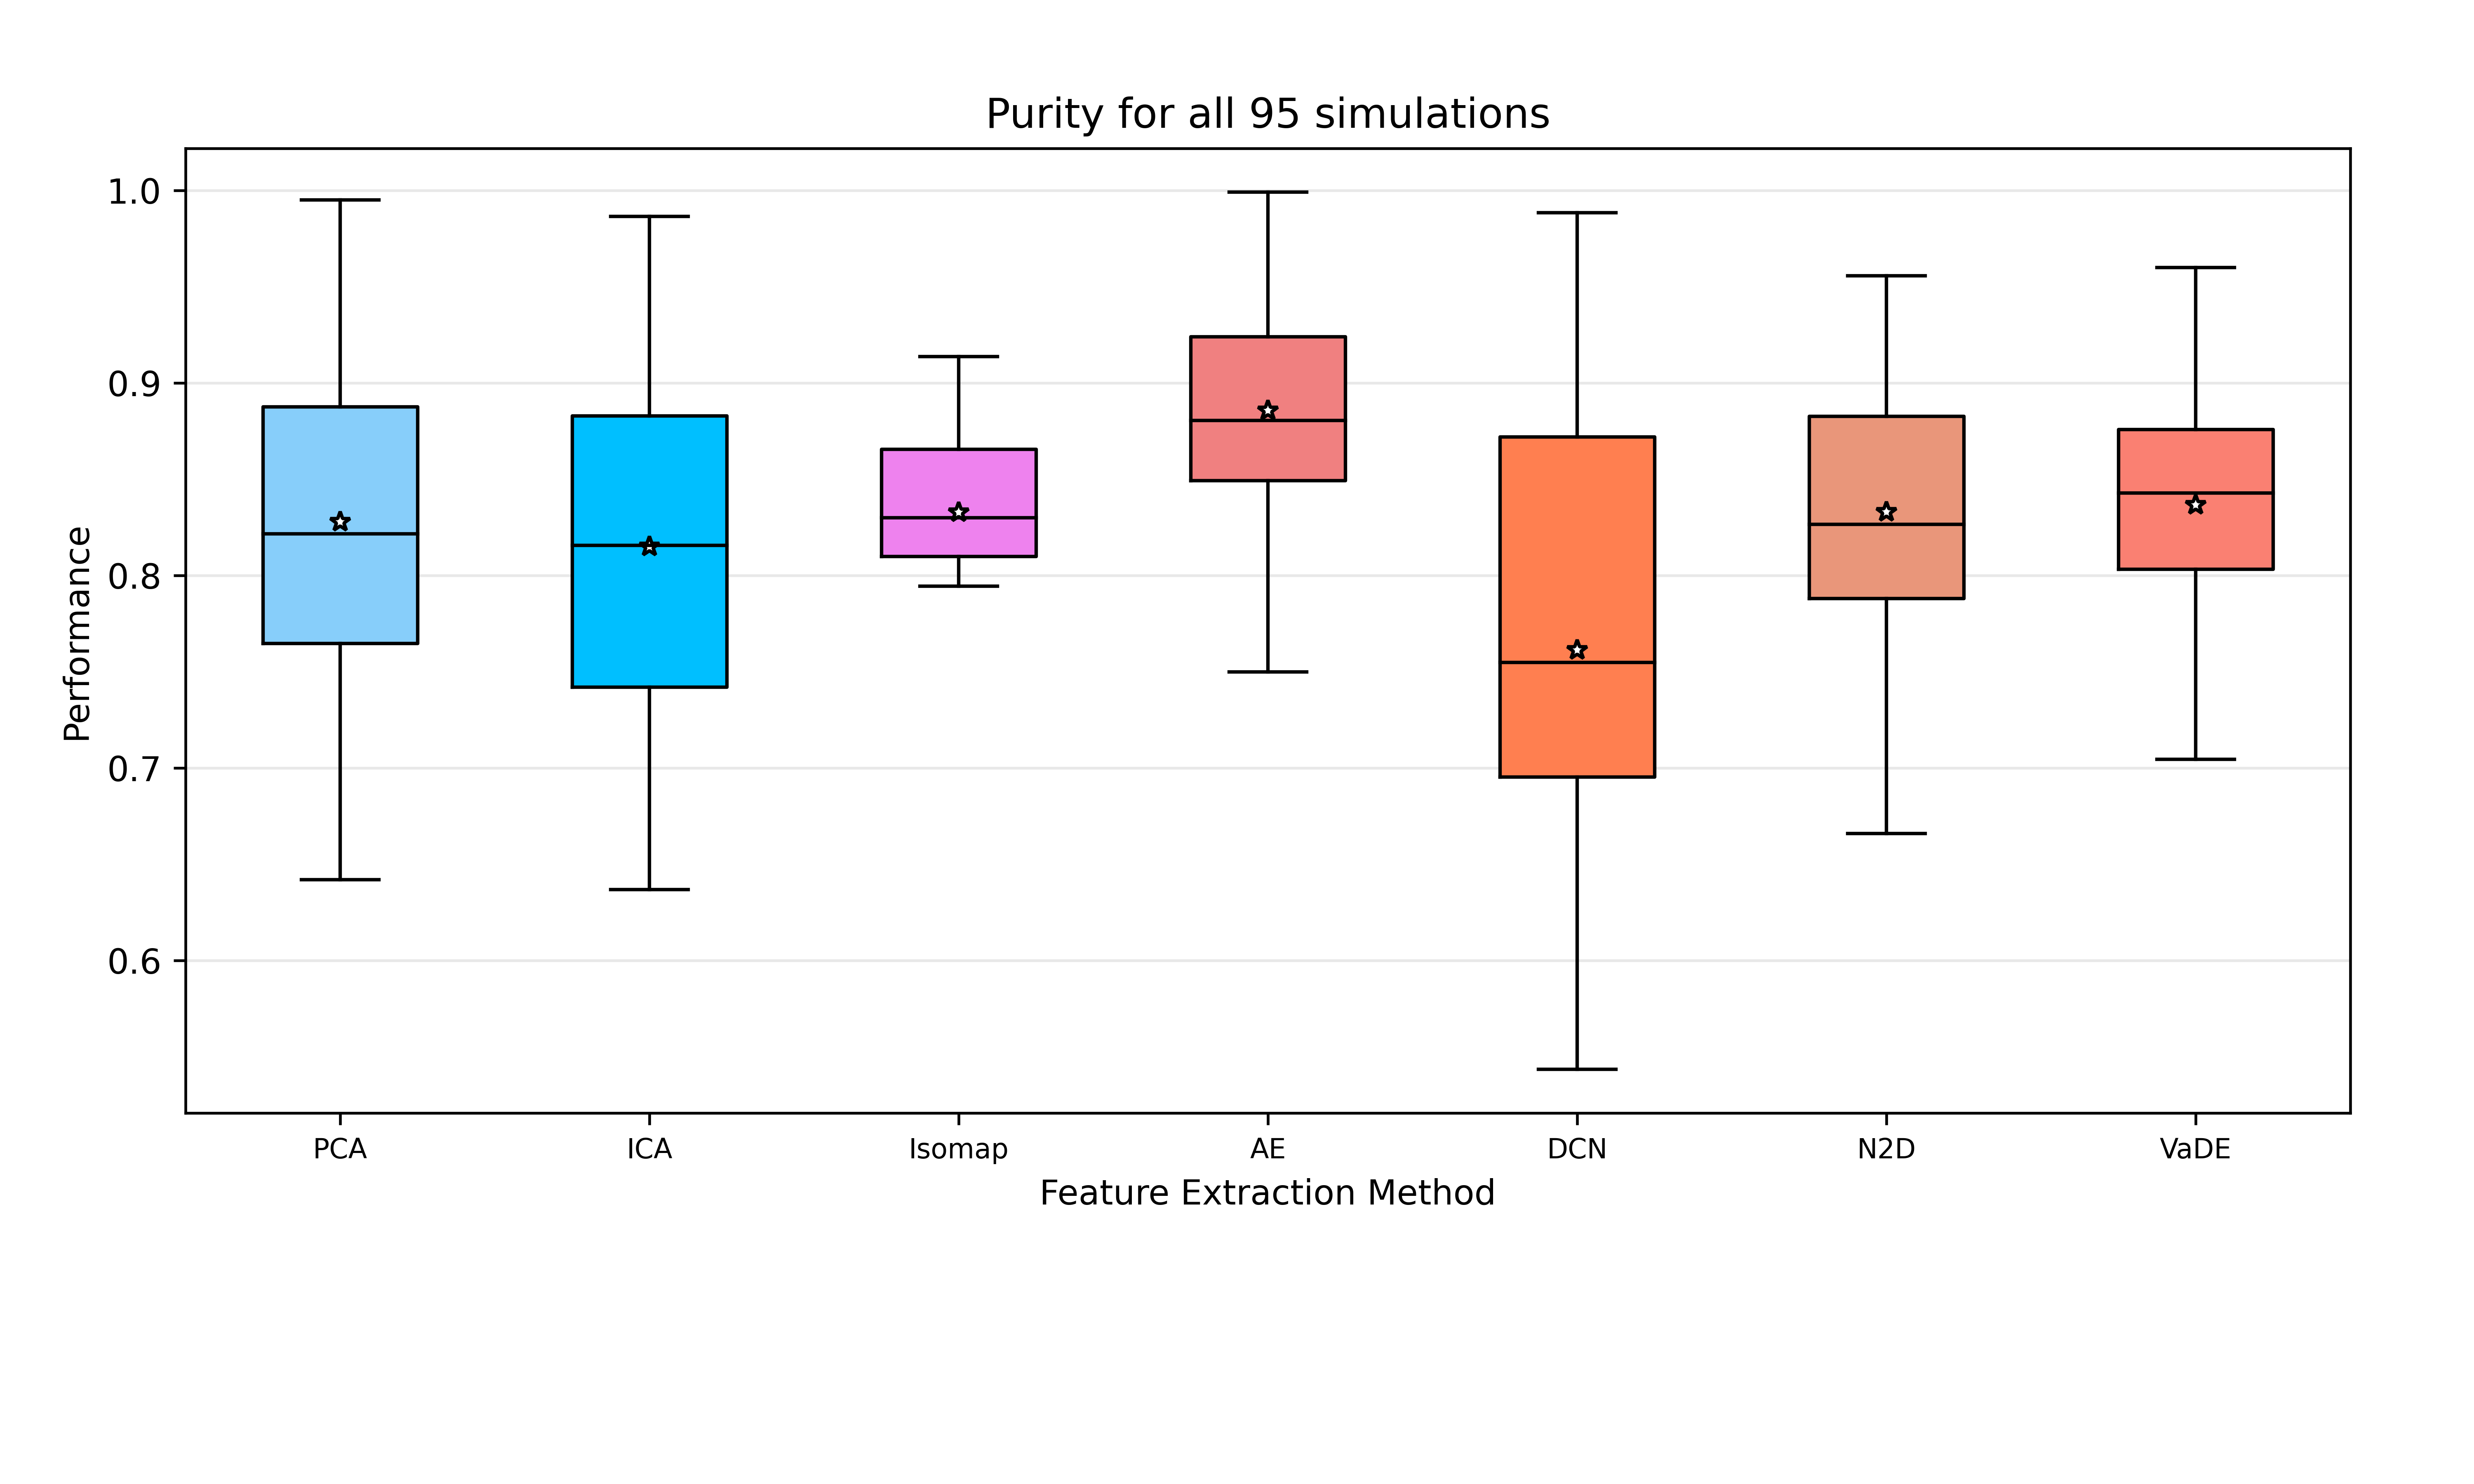 Purity for all 95 simulations
1.0
0.9
0.8
0.7
0.6
Performance
PCA ICA Isomap AE DCN N2D VaDE
Feature Extraction Method